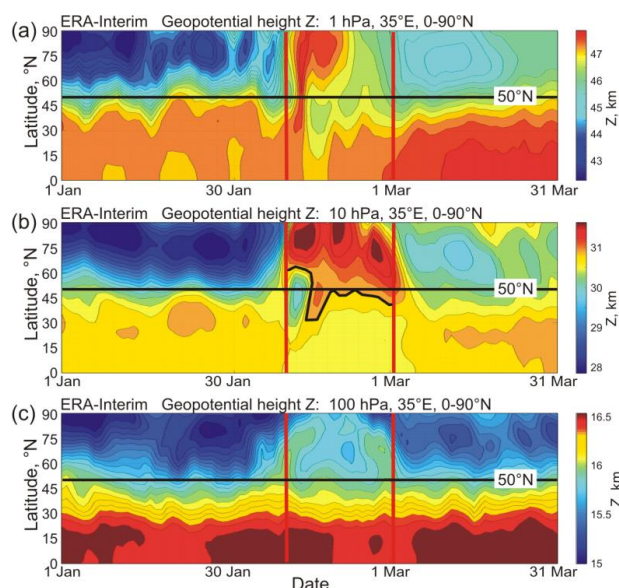 ERA-Interim Geopotential height Z: 1 hPa, 35°E, 0-90°N
(a)
90
75
60
45
30
15
0
Latitude, °N
50°N
1 Jan 30 Jan 1 Mar 31 Mar
47
46
45
44
43
Z, km
ERA-Interim Geopotential height Z: 10 hPa, 35°E, 0-90°N
(b)
90
75
60
45
30
15
0
Latitude, °N
50°N
1 Jan 30 Jan 1 Mar 31 Mar
31
30
29
28
Z, km
ERA-Interim Geopotential height Z: 100 hPa, 35°E, 0-90°N
(c)
90
75
60
45
30
15
0
Latitude, °N
50°N
1 Jan 30 Jan 1 Mar 31 Mar
Date
16.5
16
15.5
15
Z, km